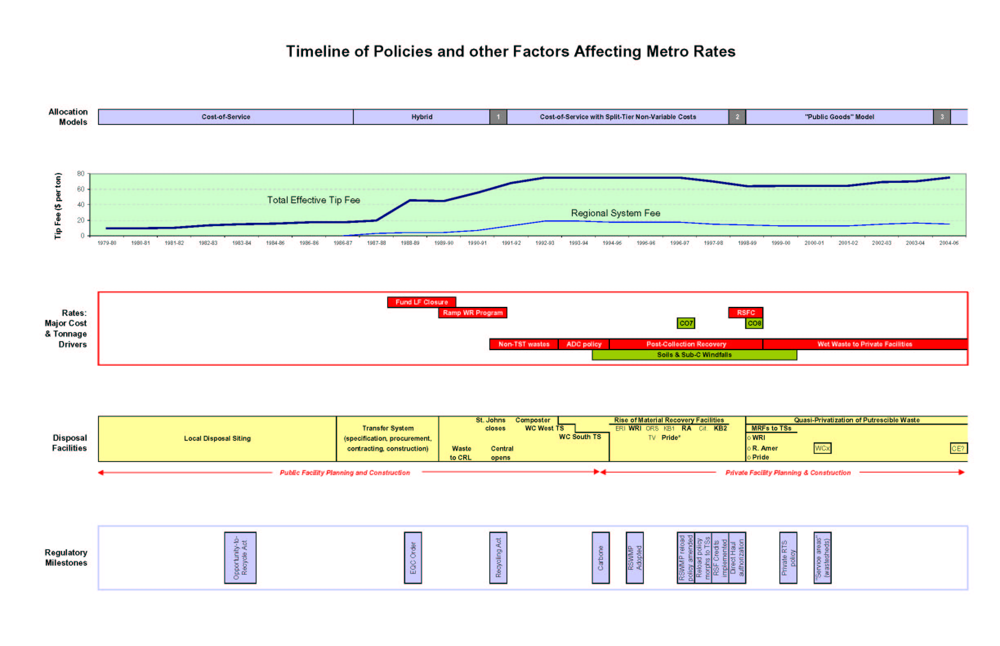 Timeline of Policies and other Factors Affecting Metro Rates
Allocation
Models
Cost-of-Service
Hybrid
1
Cost-of-Service with Split-Tier Non-Variable Costs
2
"Public Goods" Model
3
Tip Fee ($ per ton)
80
60
40
20
0
Total Effective Tip Fee
Regional System Fee
1979-80 1980-81 1981-82 1982-83 1983-84 1984-85 1985-86 1986-87 1987-88 1988-89 1989-90 1990-91 1991-92 1992-93 1993-94 1994-95 1995-96 1996-97 1997-98 1998-99 1999-00 2000-01 2001-02 2002-03 2003-04 2004-05
Rates:
Major Cost
& Tonnage
Drivers
Fund LF Closure
Ramp WR Program
RSFC
CO7
CO8
Non-TST wastes
ADC policy
Post-Collection Recovery
Wet Waste to Private Facilities
Soils & Sub-C Windfalls
Disposal
Facilities
Local Disposal Siting
Transfer System
(specification, procurement,
contracting, construction)
St. Johns
closes
Composter
WC West TS
WC South TS
Waste
to CRL
Central
opens
Rise of Material Recovery Facilities
ERI WRI ORS KB1 RA Cit. KB2
TV Pride*
Quasi-Privatization of Putrescible Waste
MRFs to TSs
o WRI
o R. Amer
o Pride
WCx
CE?
Public Facility Planning and Construction
Private Facility Planning & Construction
Regulatory
Milestones
Opportunity-to-
Recycle Act
EQC Order
Recycling Act
Carbone
RSWMP
Adopted
RSWMP reload
policy amended
Reload policy
morphs to TSs
RSF Credits
implemented
Direct Haul
authorization
Private RTS
policy
"Service areas"
(wastesheds)